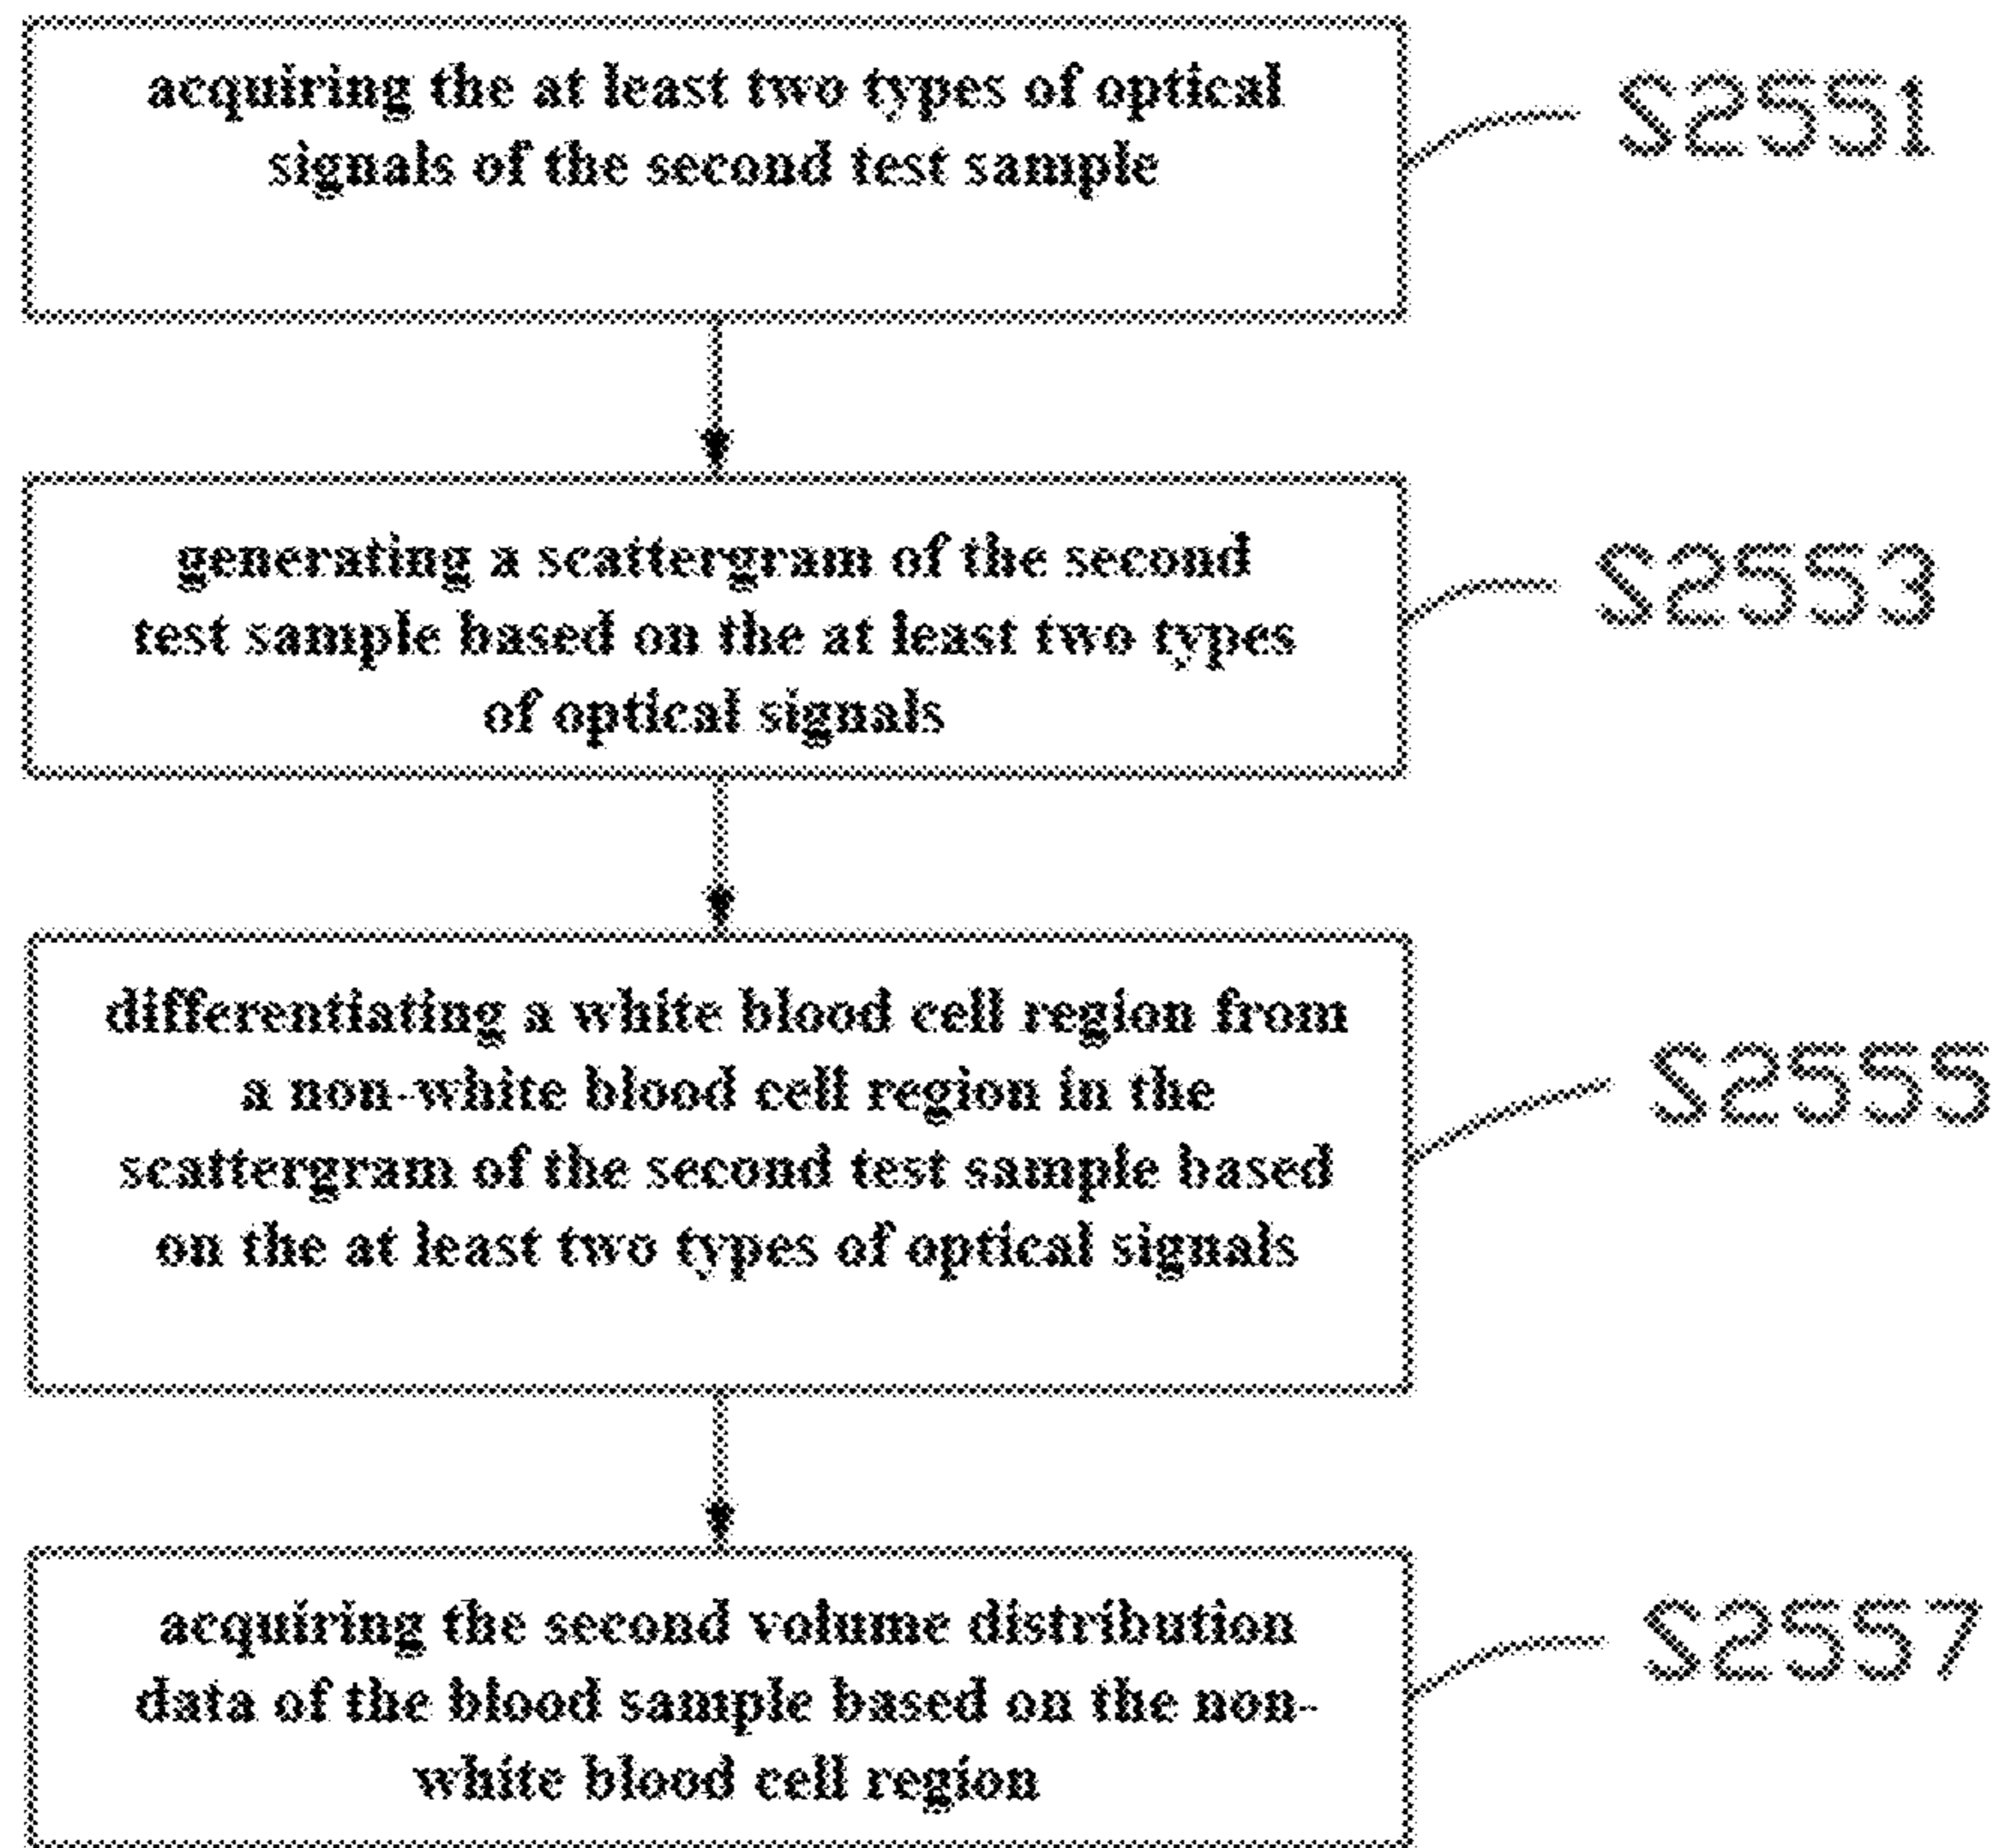 acquiring the at least two types of optical
signals of the second test sample
S2551
generating a scattergram of the second
test sample based on the at least two types
of optical signals
S2553
differentiating a white blood cell region from
a non-white blood cell region in the
scattergram of the second test sample based
on the at least two types of optical signals
S2555
acquiring the second volume distribution
data of the blood sample based on the non-
white blood cell region
S2557